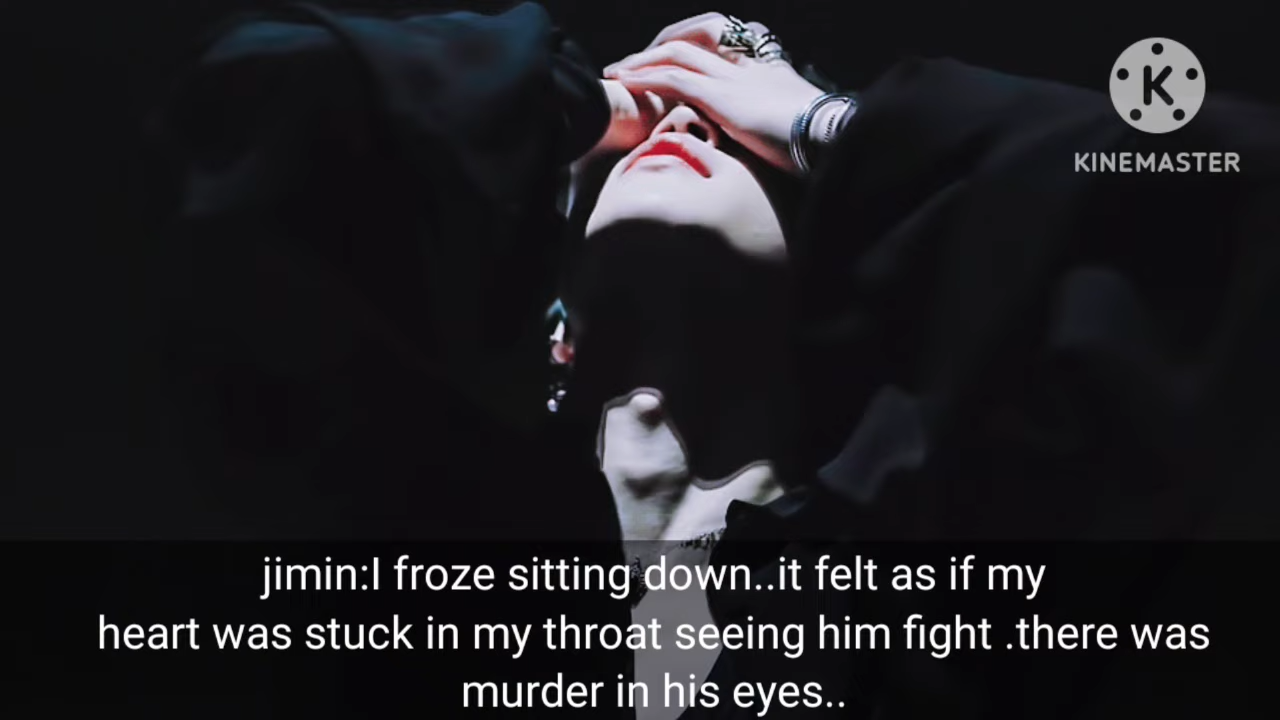 KINEMASTER
jimin:I froze sitting down..it felt as if my
heart was stuck in my throat seeing him fight .there was
murder in his eyes..